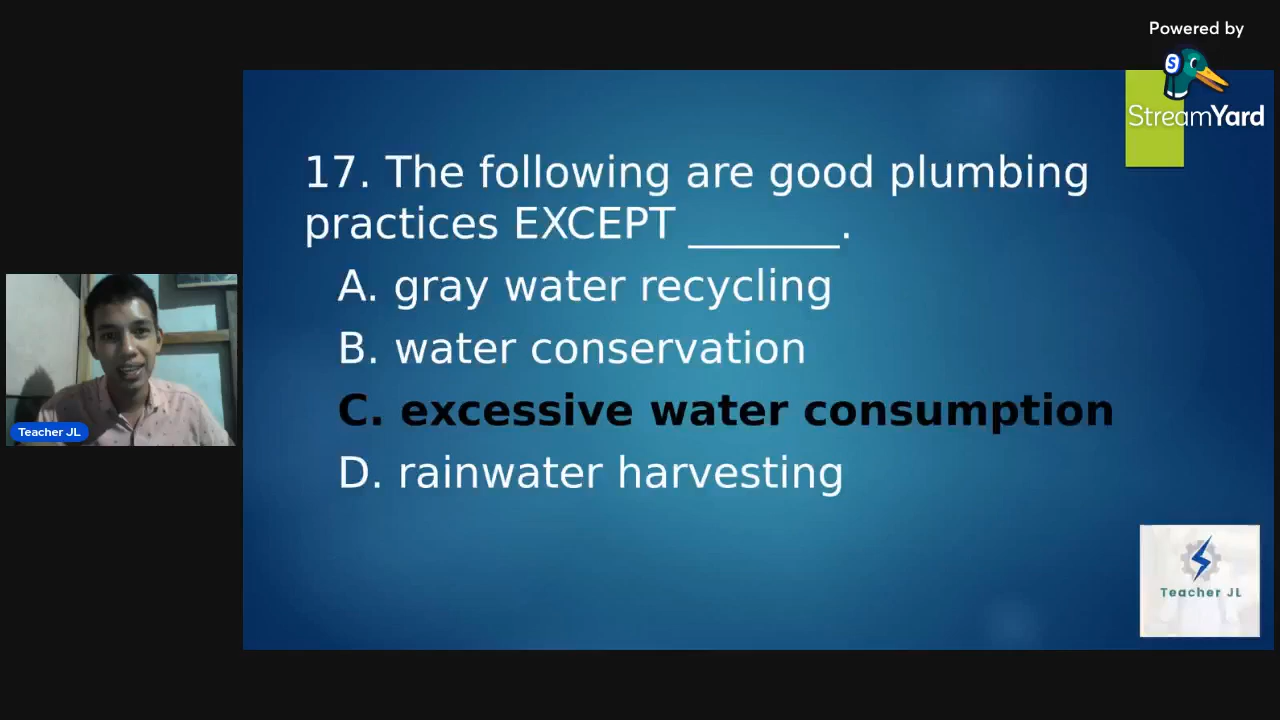 Powered by
StreamYard
17. The following are good plumbing
practices EXCEPT _______.
A. gray water recycling
B. water conservation
C. excessive water consumption
D. rainwater harvesting
Teacher JL
Teacher JL